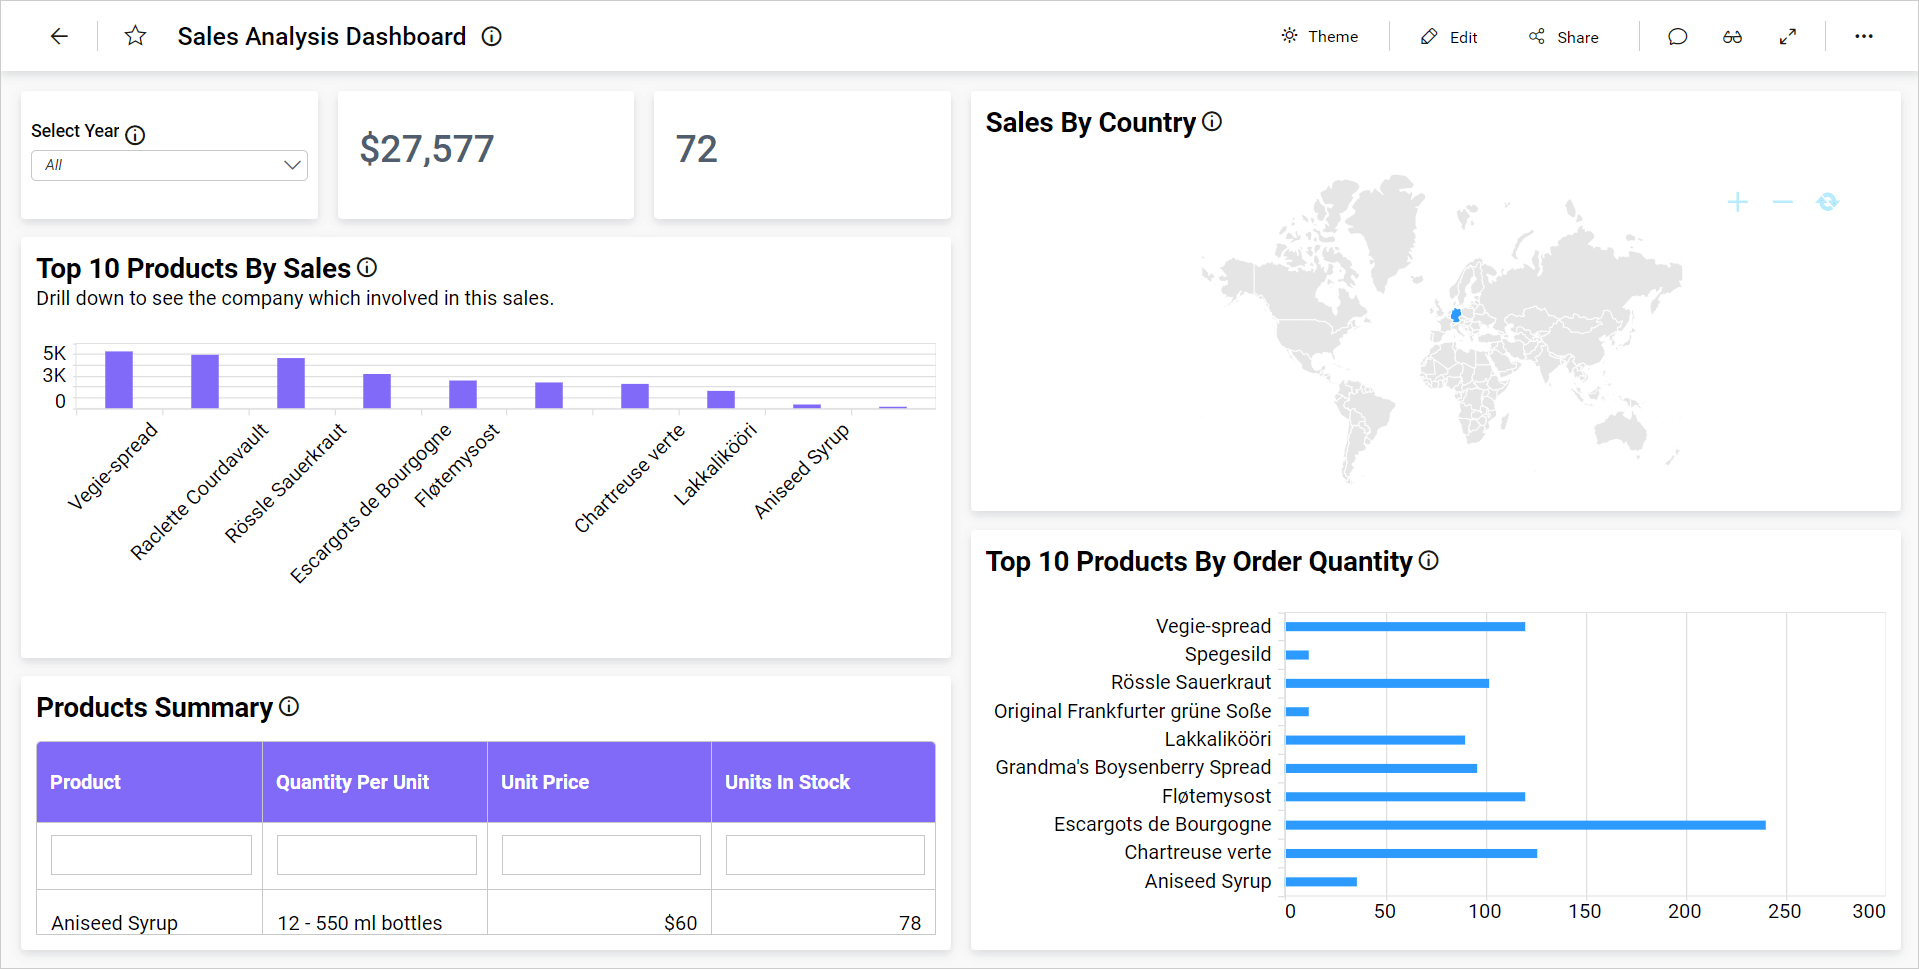 Sales Analysis Dashboard
Theme
Edit
Share
Select Year
All
$27,577
72
Top 10 Products By Sales
Drill down to see the company which involved in this sales.
5K
3K
0
Vegie-spread
Raclette Courdavault
Rössle Sauerkraut
Escargots de Bourgogne
Fløtemysost
Chartreuse verte
Lakkalikööri
Aniseed Syrup
Products Summary
Product Quantity Per Unit Unit Price Units In Stock
Aniseed Syrup 12 - 550 ml bottles $60 78
Sales By Country
Top 10 Products By Order Quantity
Vegie-spread
Spegesild
Rössle Sauerkraut
Original Frankfurter grüne Soße
Lakkalikööri
Grandma's Boysenberry Spread
Fløtemysost
Escargots de Bourgogne
Chartreuse verte
Aniseed Syrup
0 50 100 150 200 250 300